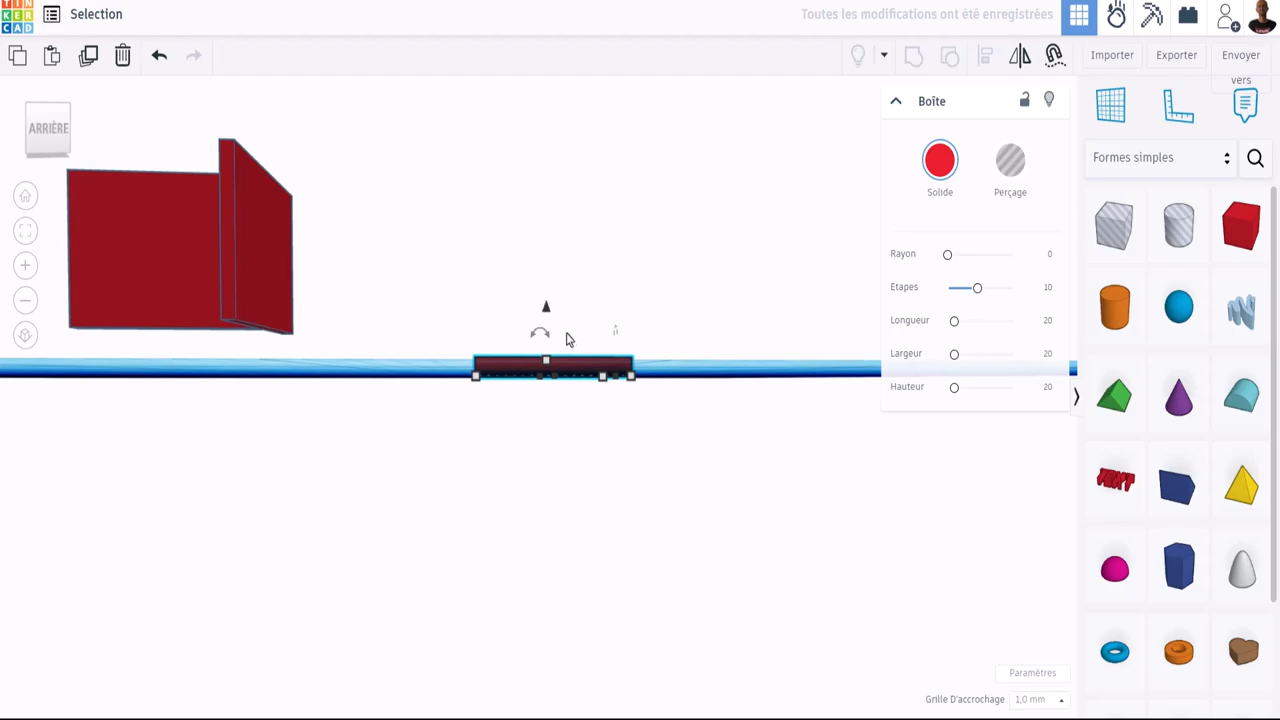 TIN
KER
CAD
Selection
Toutes les modifications ont été enregistrées
Importer
Exporter
Envoyer
vers
ARRIÈRE
Boîte
Solide
Perçage
Rayon 0
Etapes 10
Longueur 20
Largeur 20
Hauteur 20
Formes simples
TEXT
Paramètres
Grille D'accrochage 1,0 mm